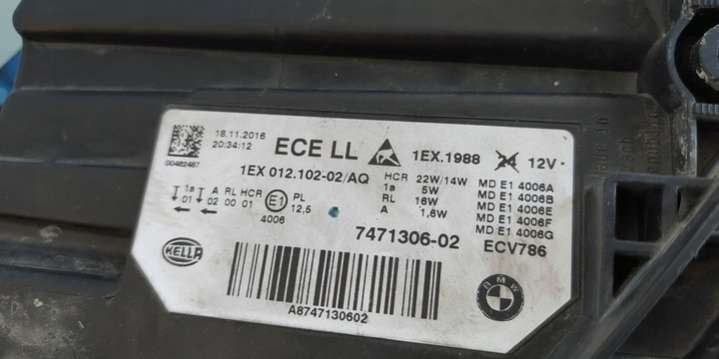 18.11.2016
20:34:12
00482487
ECE LL
1EX.1988
24 12V
1EX 012.102-02/AQ
HCR 22W/14W
1a 5W
RL 16W
A 1,6W
MD E1 4006A
MD E1 4006B
MD E1 4006E
MD E1 4006F
MD E1 4006G
1a A RL HCR
01 02 00 01
E1
4006
PL
12,5
7471306-02
ECV786
HELLA
BMW
A8747130602